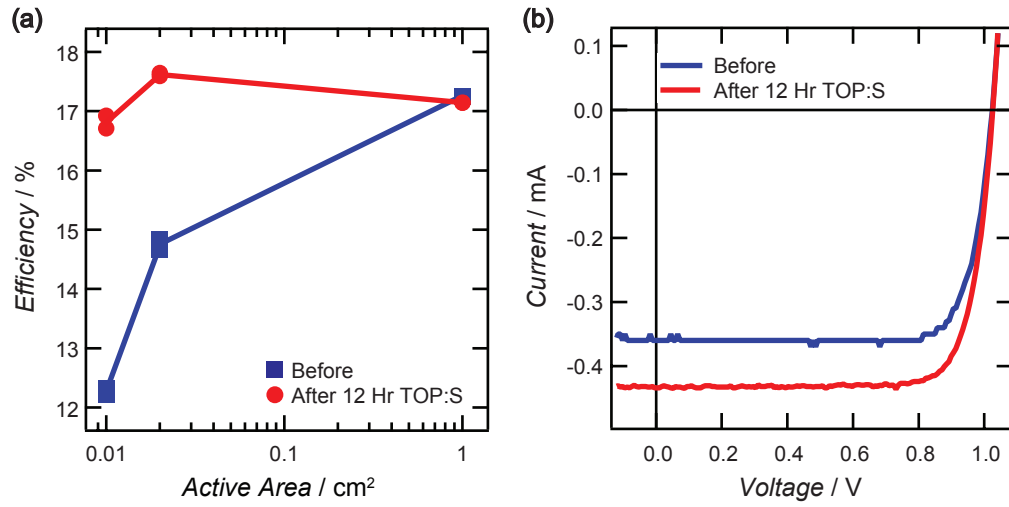 (a)
18
17
16
15
14
13
12
Efficiency / %
Before
After 12 Hr TOP:S
0.01
0.1
1
Active Area / cm²
(b)
0.1
0.0
-0.1
-0.2
-0.3
-0.4
Current / mA
Before
After 12 Hr TOP:S
0.0
0.2
0.4
0.6
0.8
1.0
Voltage / V